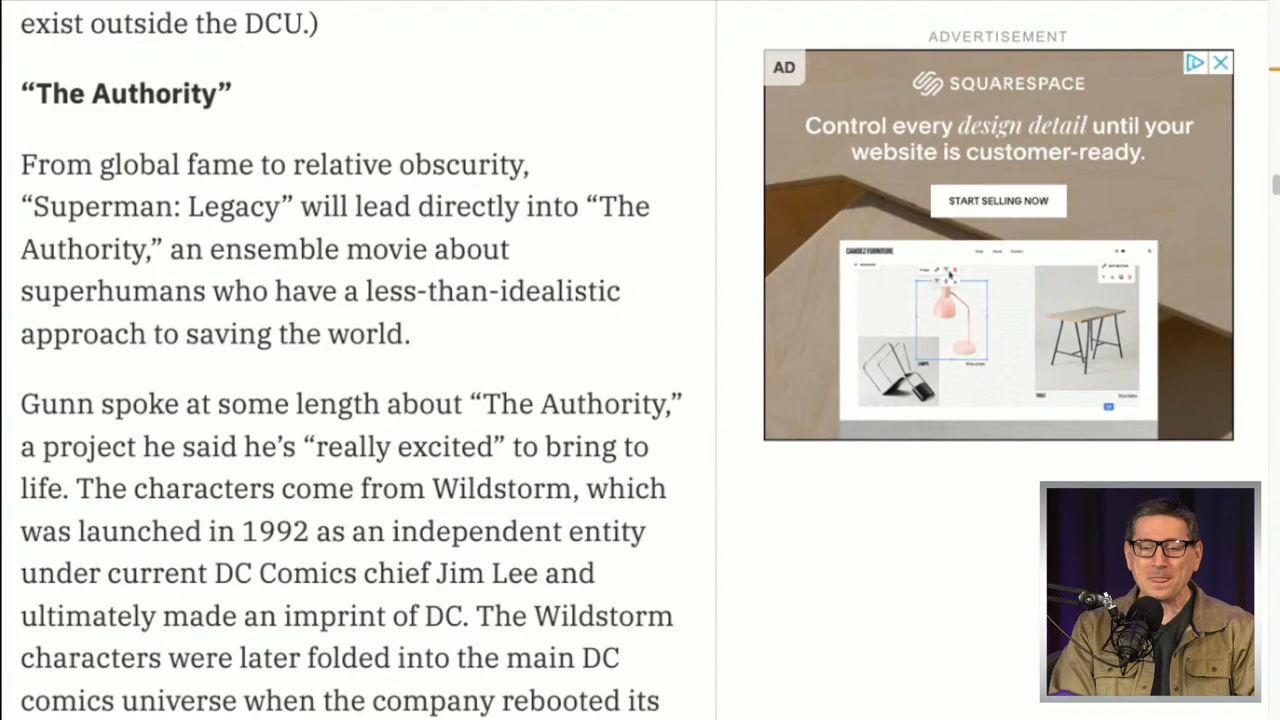 exist outside the DCU.)
“The Authority”
From global fame to relative obscurity,
“Superman: Legacy” will lead directly into “The
Authority,” an ensemble movie about
superhumans who have a less-than-idealistic
approach to saving the world.
Gunn spoke at some length about “The Authority,”
a project he said he’s “really excited” to bring to
life. The characters come from Wildstorm, which
was launched in 1992 as an independent entity
under current DC Comics chief Jim Lee and
ultimately made an imprint of DC. The Wildstorm
characters were later folded into the main DC
comics universe when the company rebooted its
ADVERTISEMENT
AD
SQUARESPACE
Control every design detail until your
website is customer-ready.
START SELLING NOW